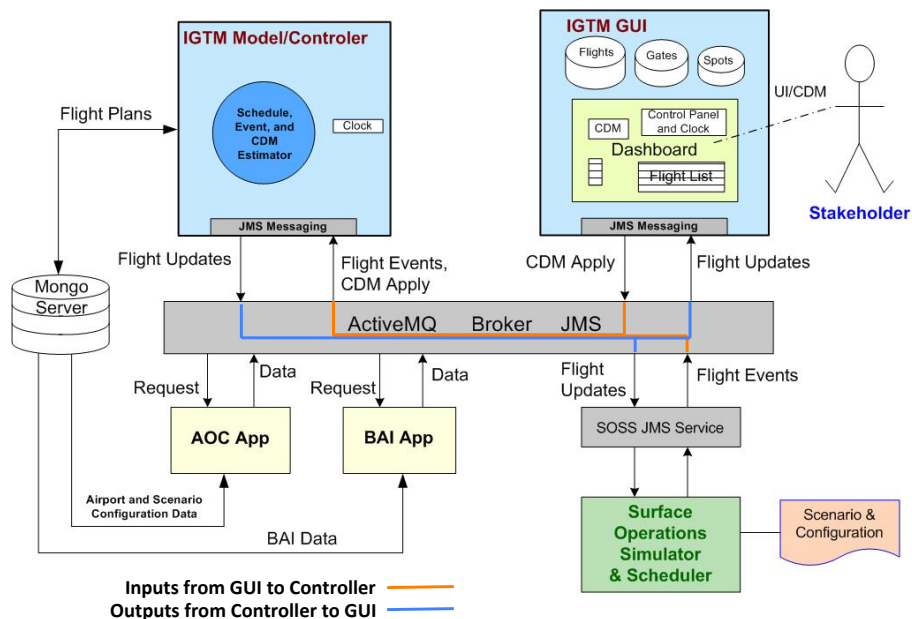 IGTM Model/Controler
Schedule,
Event, and
CDM
Estimator
Clock
JMS Messaging
IGTM GUI
Flights
Gates
Spots
CDM
Control Panel
and Clock
Dashboard
Flight List
JMS Messaging
UI/CDM
Stakeholder
Flight Plans
Mongo
Server
Flight Updates
Flight Events,
CDM Apply
CDM Apply
Flight Updates
ActiveMQ Broker JMS
Request
Data
Request
Data
Flight
Updates
Flight Events
AOC App
BAI App
SOSS JMS Service
Airport and Scenario
Configuration Data
BAI Data
Surface
Operations
Simulator
& Scheduler
Scenario &
Configuration
Inputs from GUI to Controller
Outputs from Controller to GUI